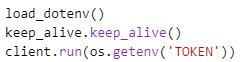 load_dotenv()
keep_alive.keep_alive()
client.run(os.getenv('TOKEN'))